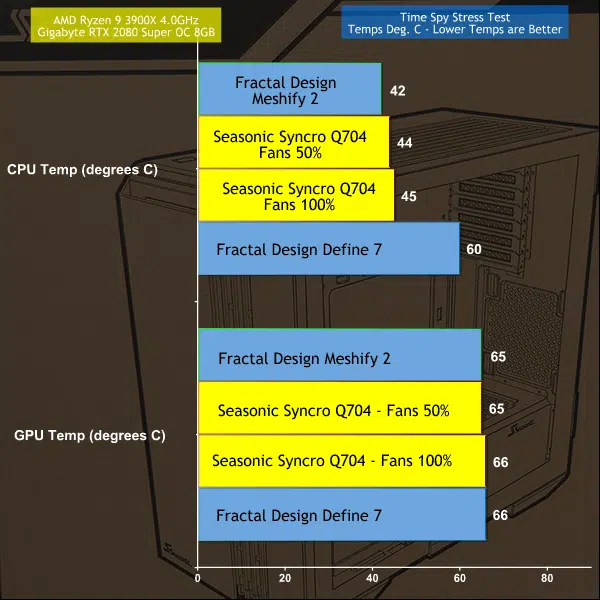 AMD Ryzen 9 3900X 4.0GHz
Gigabyte RTX 2080 Super OC 8GB
Time Spy Stress Test
Temps Deg. C - Lower Temps are Better
CPU Temp (degrees C)
Fractal Design
Meshify 2
42
Seasonic Syncro Q704
Fans 50%
44
Seasonic Syncro Q704
Fans 100%
45
Fractal Design Define 7
60
GPU Temp (degrees C)
Fractal Design Meshify 2
65
Seasonic Syncro Q704 - Fans 50%
65
Seasonic Syncro Q704 - Fans 100%
66
Fractal Design Define 7
66
0
20
40
60
80
Seasonic
Seasonic